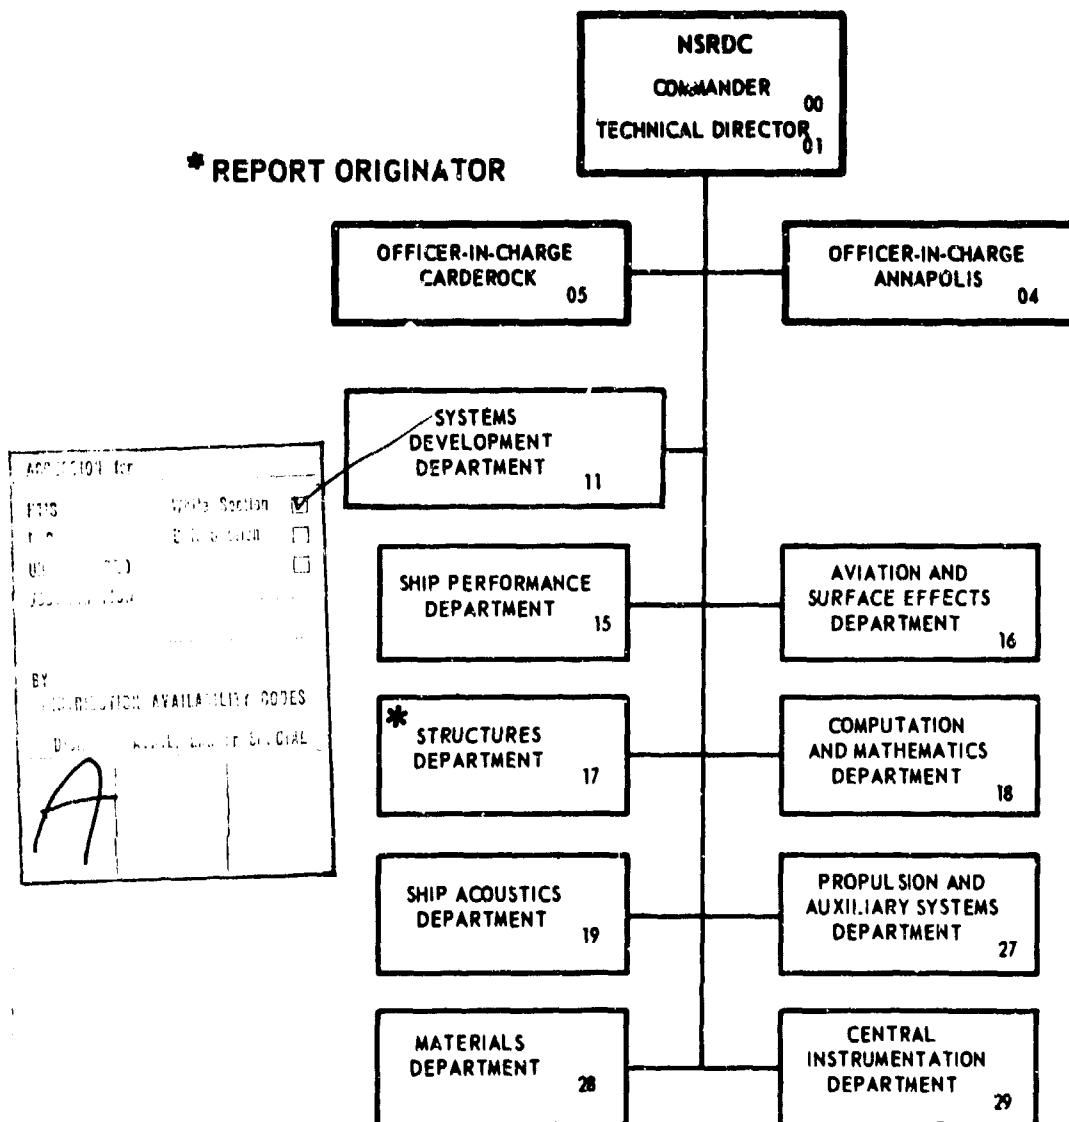 NSRDC
COMMANDER 00
TECHNICAL DIRECTOR 01
* REPORT ORIGINATOR
OFFICER-IN-CHARGE
CARDEROCK 05
OFFICER-IN-CHARGE
ANNAPOLIS 04
SYSTEMS
DEVELOPMENT
DEPARTMENT 11
for
White Section
BY
AVAILABILITY CODES
SPECIAL
A
SHIP PERFORMANCE
DEPARTMENT 15
AVIATION AND
SURFACE EFFECTS
DEPARTMENT 16
* STRUCTURES
DEPARTMENT 17
COMPUTATION
AND MATHEMATICS
DEPARTMENT 18
SHIP ACOUSTICS
DEPARTMENT 19
PROPULSION AND
AUXILIARY SYSTEMS
DEPARTMENT 27
MATERIALS
DEPARTMENT 28
CENTRAL
INSTRUMENTATION
DEPARTMENT 29